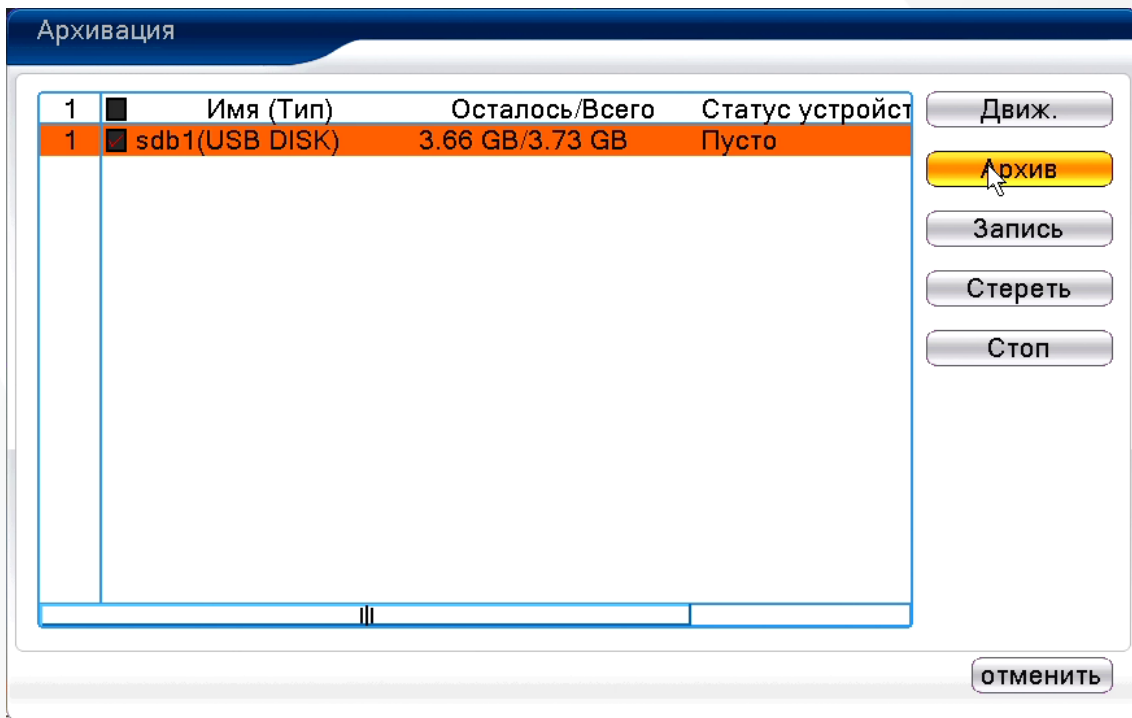 Архивация
1 Имя (Тип) Осталось/Всего Статус устройст
1 sdb1(USB DISK) 3.66 GB/3.73 GB Пусто
Движ.
Архив
Запись
Стереть
Стоп
отменить